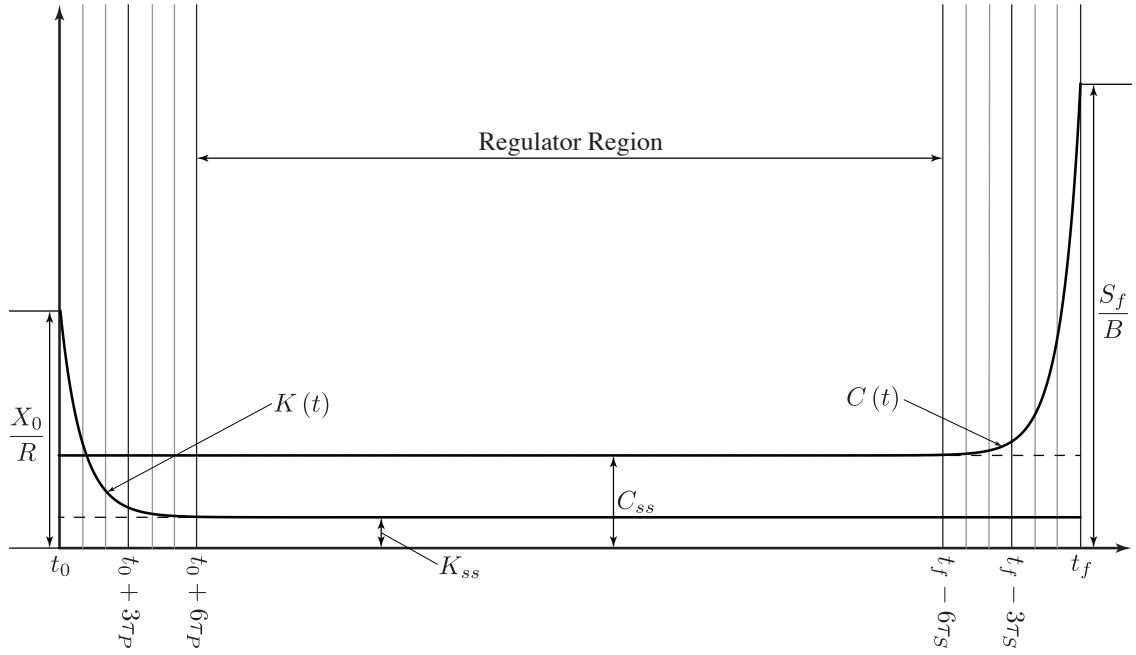 Regulator Region
S_f
B
K (t)
C (t)
X_0
R
C_ss
K_ss
t_0
t_0 + 3τ_P
t_0 + 6τ_P
t_f − 6τ_S
t_f − 3τ_S
t_f